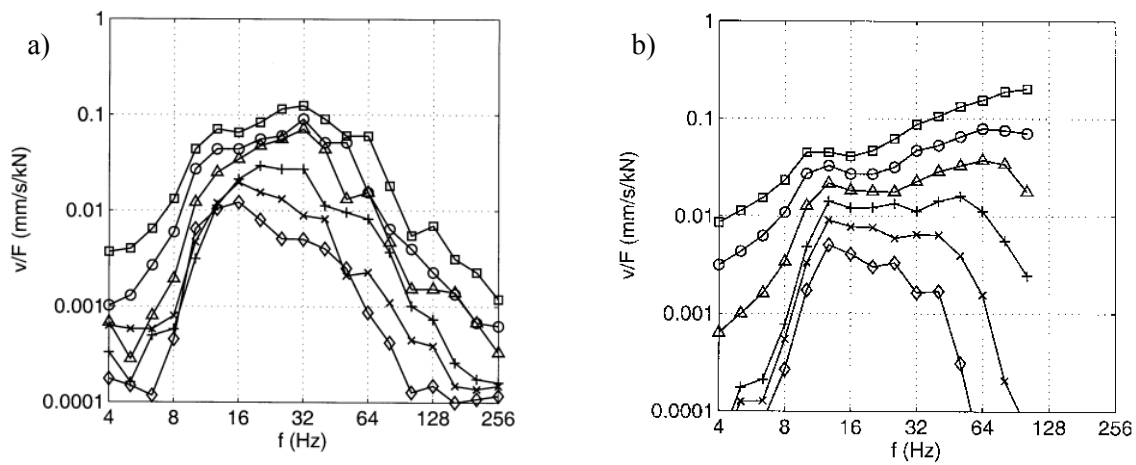 a)
v/F (mm/s/kN)
1
0.1
0.01
0.001
0.0001
4 8 16 32 64 128 256
f (Hz)
b)
v/F (mm/s/kN)
1
0.1
0.01
0.001
0.0001
4 8 16 32 64 128 256
f (Hz)